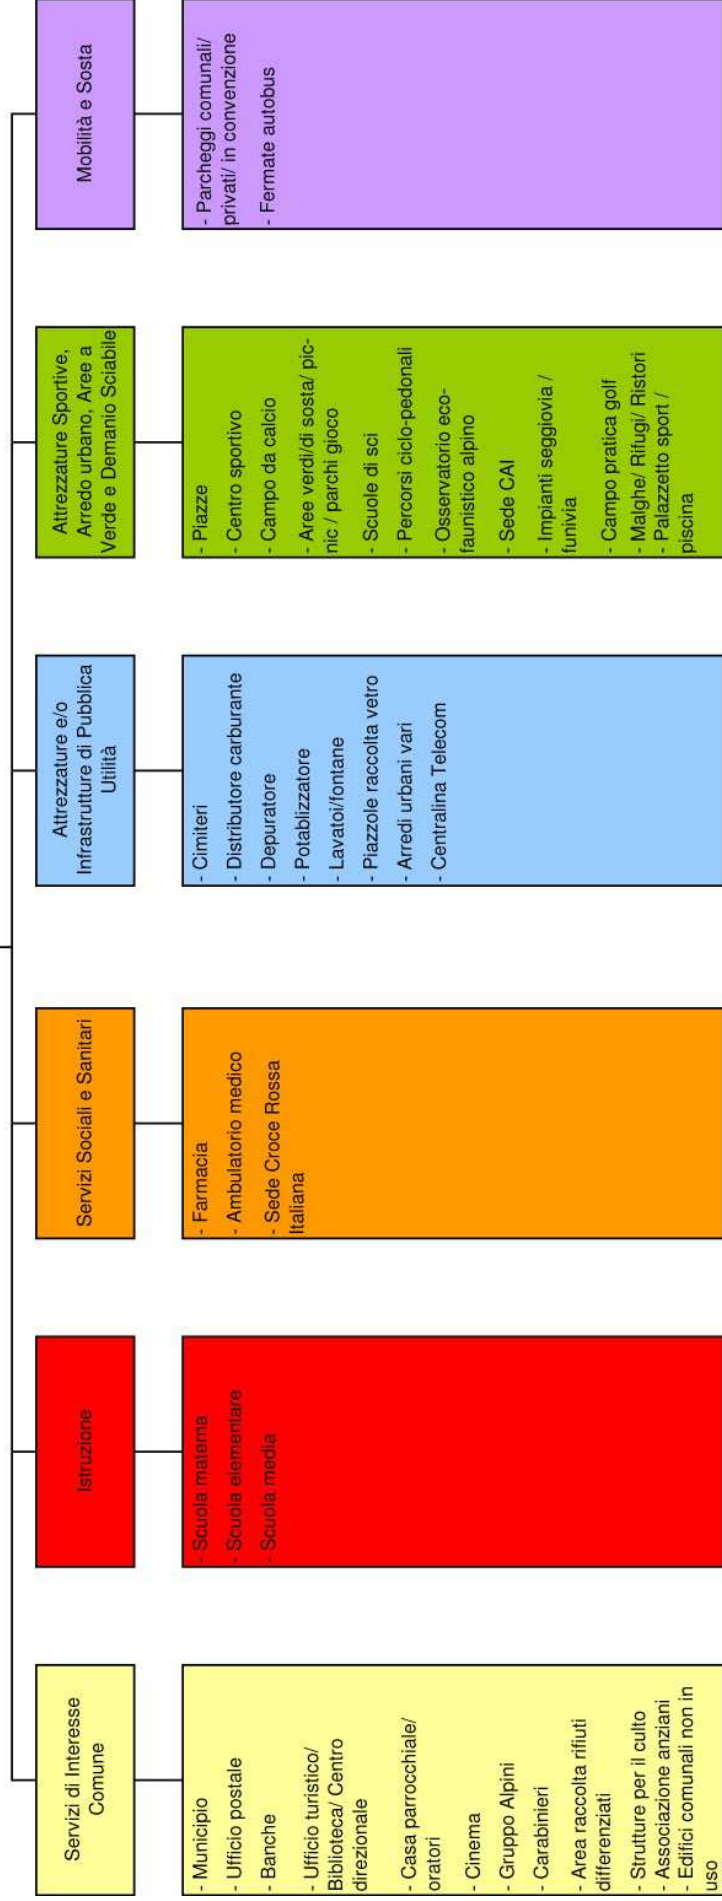 Servizi di Interesse
Comune
- Municipio
- Ufficio postale
- Banche
- Ufficio turistico/
Biblioteca/ Centro
direzionale
- Casa parrocchiale/
oratori
- Cinema
- Gruppo Alpini
- Carabinieri
- Area raccolta rifiuti
differenziati
- Strutture per il culto
- Associazione anziani
- Edifici comunali non in
uso
Istruzione
- Scuola materna
- Scuola elementare
- Scuola media
Servizi Sociali e Sanitari
- Farmacia
- Ambulatorio medico
- Sede Croce Rossa
Italiana
Attrezzature e/o
Infrastrutture di Pubblica
Utilità
- Cimiteri
- Distributore carburante
- Depuratore
- Potablizzatore
- Lavatoi/fontane
- Piazzole raccolta vetro
- Arredi urbani vari
- Centralina Telecom
Attrezzature Sportive,
Arredo urbano, Aree a
Verde e Demanio Sciabile
- Piazze
- Centro sportivo
- Campo da calcio
- Aree verdi/di sosta/ pic-
nic / parchi gioco
- Scuole di sci
- Percorsi ciclo-pedonali
- Osservatorio eco-
faunistico alpino
- Sede CAI
- Impianti seggiovia /
funivia
- Campo pratica golf
- Malghe/ Rifugi/ Ristori
- Palazzetto sport /
piscina
Mobilità e Sosta
- Parcheggi comunali/
privati/ in convenzione
- Fermate autobus